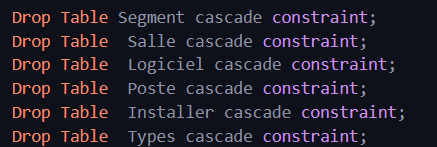 Drop Table Segment cascade constraint;
Drop Table  Salle cascade constraint;
Drop Table  Logiciel cascade constraint;
Drop Table  Poste cascade constraint;
Drop Table  Installer cascade constraint;
Drop Table  Types cascade constraint;